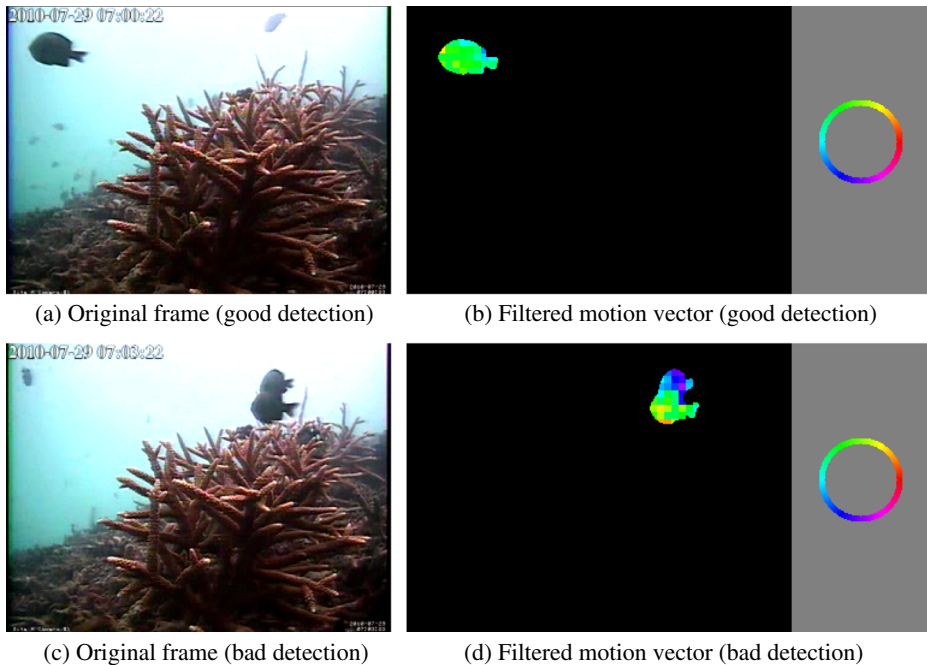 2010-07-29 07:00:22
(a) Original frame (good detection)
(b) Filtered motion vector (good detection)
2010-07-29 07:03:22
(c) Original frame (bad detection)
(d) Filtered motion vector (bad detection)